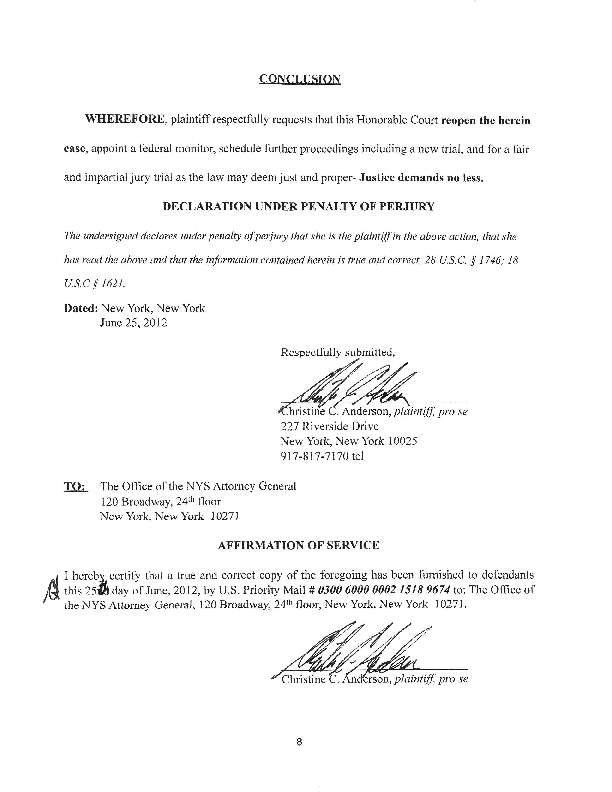 CONCLUSION
WHEREFORE, plaintiff respectfully requests that this Honorable Court reopen the herein
case, appoint a federal monitor, schedule further proceedings including a new trial, and for a fair
and impartial jury trial as the law may deem just and proper- Justice demands no less.
DECLARATION UNDER PENALTY OF PERJURY
The undersigned declares under penalty of perjury that she is the plaintiff in the above action, that she
has read the above and that the information contained herein is true and correct. 28 U.S.C. § 1746; 18
U.S.C § 1621.
Dated: New York, New York
June 25, 2012
Respectfully submitted,
Christine C. Anderson, plaintiff, pro se
227 Riverside Drive
New York, New York 10025
917-817-7170 tel
TO: The Office of the NYS Attorney General
120 Broadway, 24th floor
New York, New York 10271
AFFIRMATION OF SERVICE
I hereby certify that a true and correct copy of the foregoing has been furnished to defendants
this 25th day of June, 2012, by U.S. Priority Mail # 0300 6000 0002 1518 9674 to: The Office of
the NYS Attorney General, 120 Broadway, 24th floor, New York, New York 10271.
Christine C. Anderson, plaintiff, pro se
8